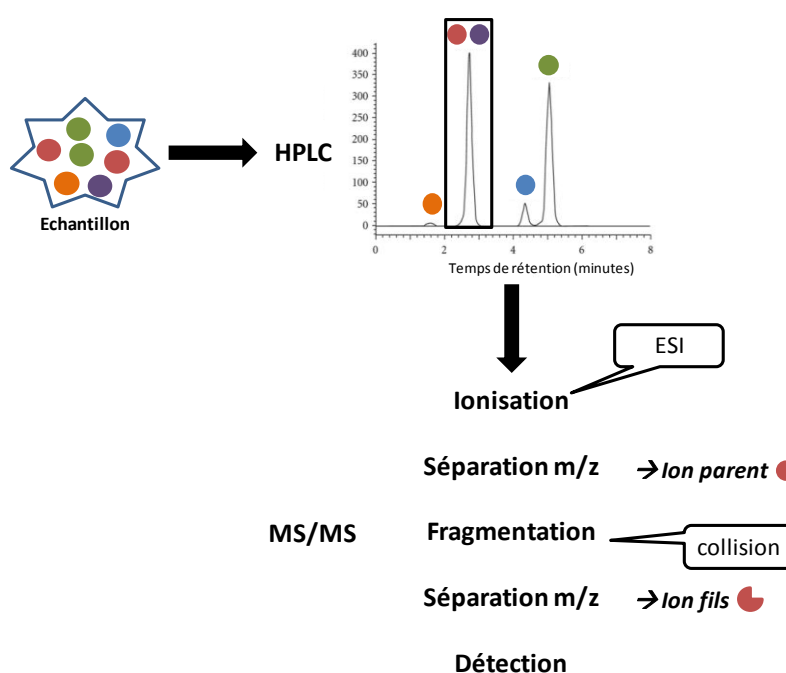 400
350
300
250
200
150
100
50
0
0 2 4 6 8
Temps de rétention (minutes)
Echantillon
HPLC
ESI
Ionisation
Séparation m/z → Ion parent
MS/MS Fragmentation collision
Séparation m/z → Ion fils
Détection